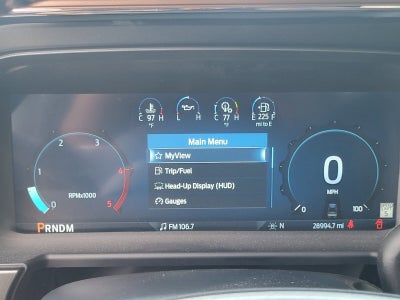 C 97 H
°F
L H
C 77 H
°F
E 225 F
mi to E
Main Menu
MyView
Trip/Fuel
Head-Up Display (HUD)
Gauges
0 1 2 3 4 5
RPMx1000
0
MPH
0 100
PRNDM
FM 106.7
N
28994.7 mi